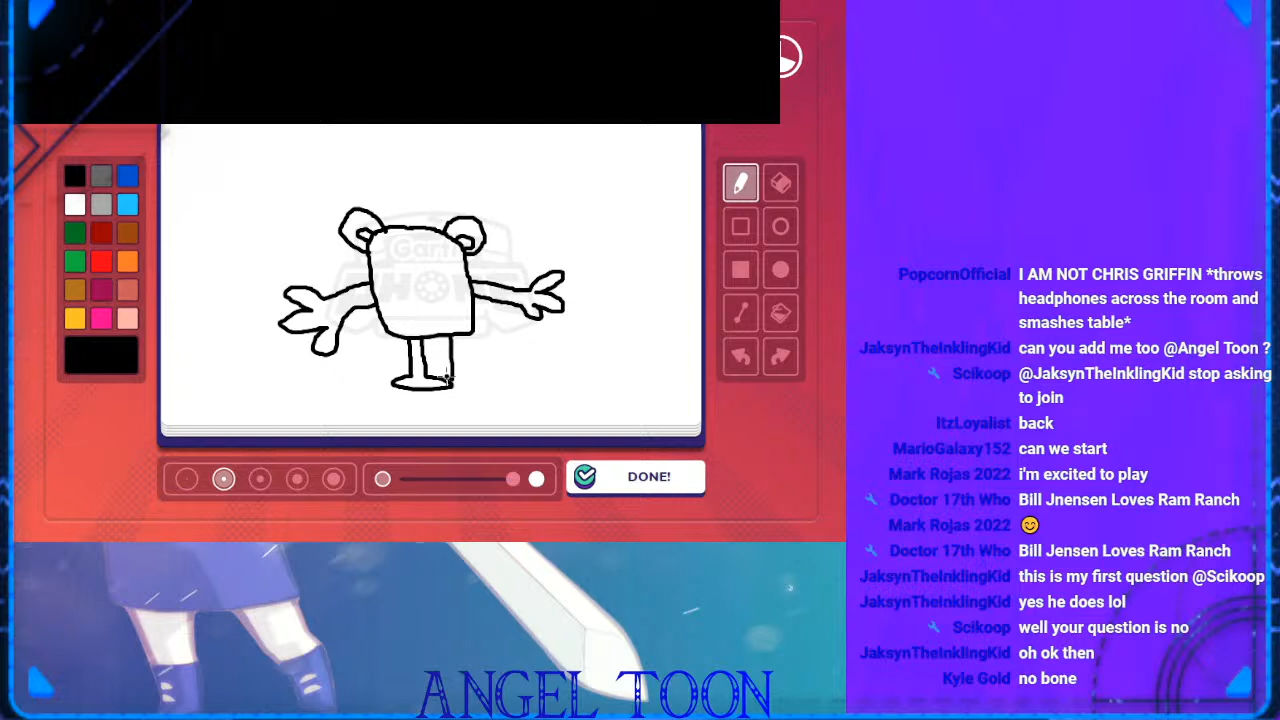 Gartic
SHOW
DONE!
PopcornOfficial I AM NOT CHRIS GRIFFIN *throws
headphones across the room and
smashes table*
JaksynTheInklingKid can you add me too @Angel Toon ?
Scikoop @JaksynTheInklingKid stop asking
to join
ItzLoyalist back
MarioGalaxy152 can we start
Mark Rojas 2022 i'm excited to play
Doctor 17th Who Bill Jnensen Loves Ram Ranch
Mark Rojas 2022 😊
Doctor 17th Who Bill Jensen Loves Ram Ranch
JaksynTheInklingKid this is my first question @Scikoop
JaksynTheInklingKid yes he does lol
Scikoop well your question is no
JaksynTheInklingKid oh ok then
Kyle Gold no bone
ANGEL TOON